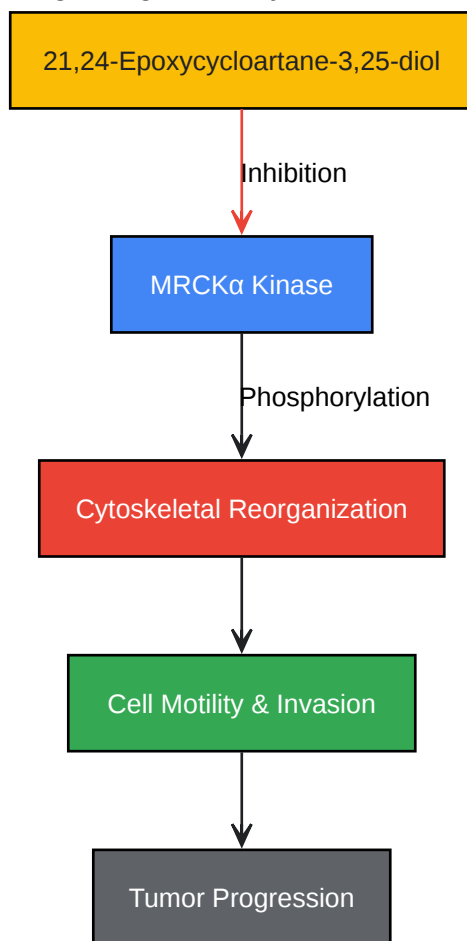 21,24-Epoxycycloartane-3,25-diol
Inhibition
MRCKα Kinase
Phosphorylation
Cytoskeletal Reorganization
Cell Motility & Invasion
Tumor Progression